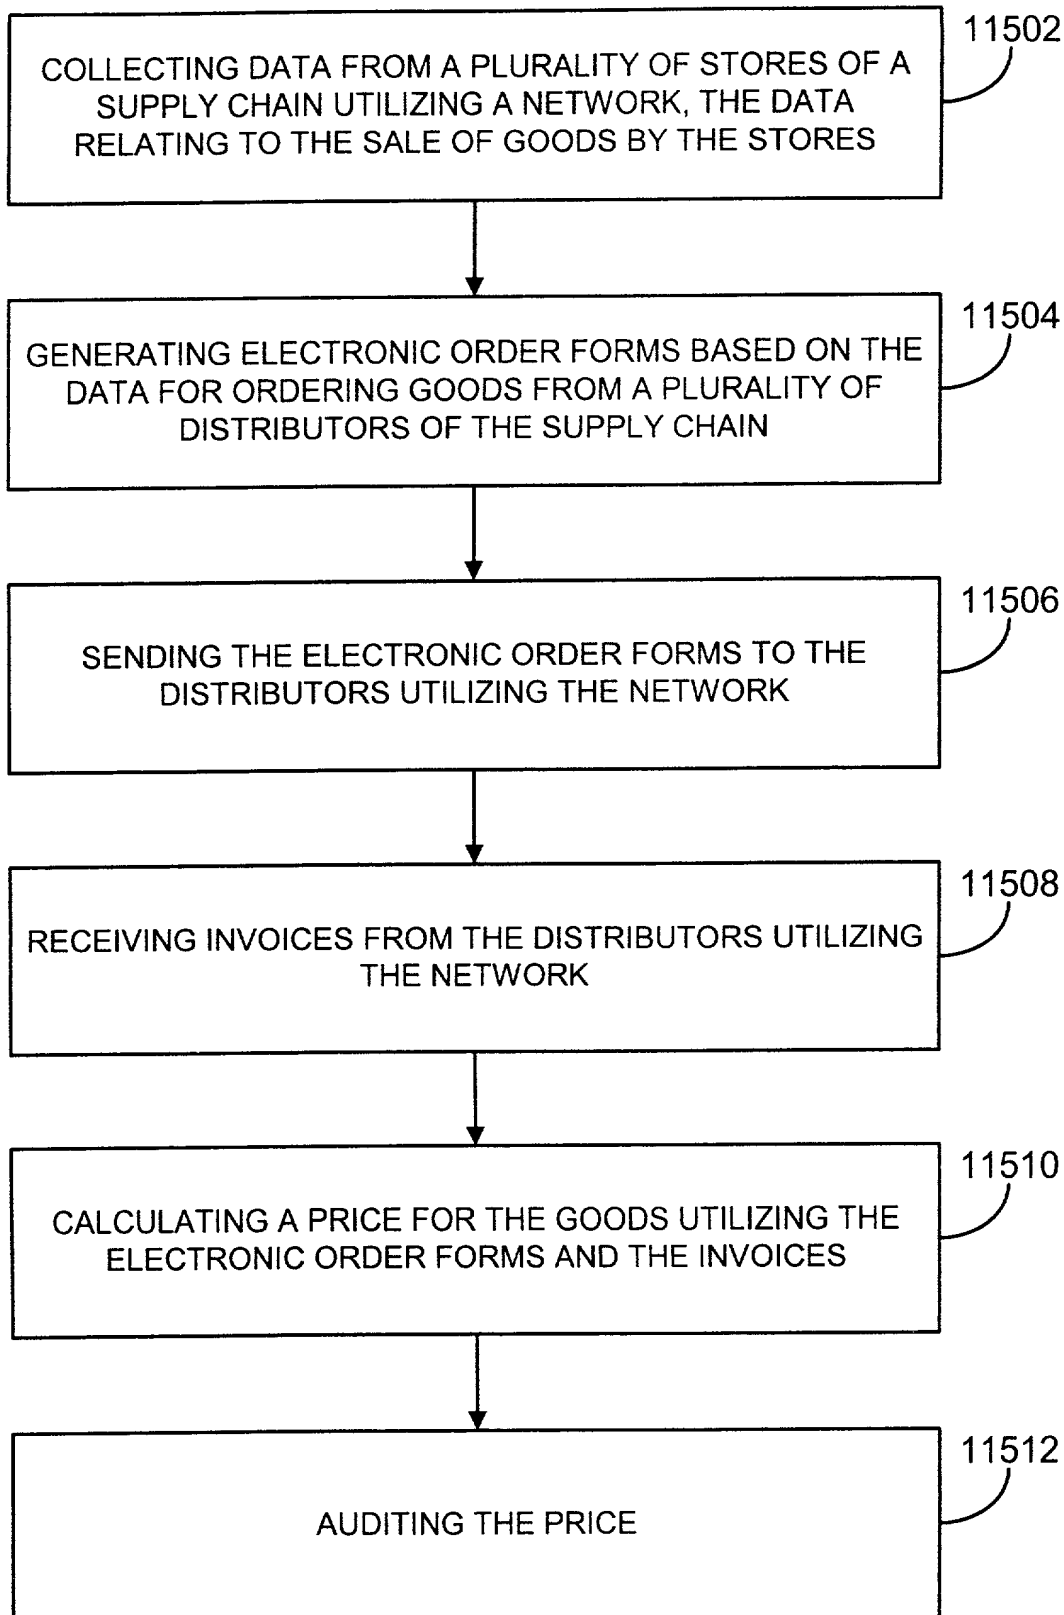 11502
COLLECTING DATA FROM A PLURALITY OF STORES OF A
SUPPLY CHAIN UTILIZING A NETWORK, THE DATA
RELATING TO THE SALE OF GOODS BY THE STORES
11504
GENERATING ELECTRONIC ORDER FORMS BASED ON THE
DATA FOR ORDERING GOODS FROM A PLURALITY OF
DISTRIBUTORS OF THE SUPPLY CHAIN
11506
SENDING THE ELECTRONIC ORDER FORMS TO THE
DISTRIBUTORS UTILIZING THE NETWORK
11508
RECEIVING INVOICES FROM THE DISTRIBUTORS UTILIZING
THE NETWORK
11510
CALCULATING A PRICE FOR THE GOODS UTILIZING THE
ELECTRONIC ORDER FORMS AND THE INVOICES
11512
AUDITING THE PRICE